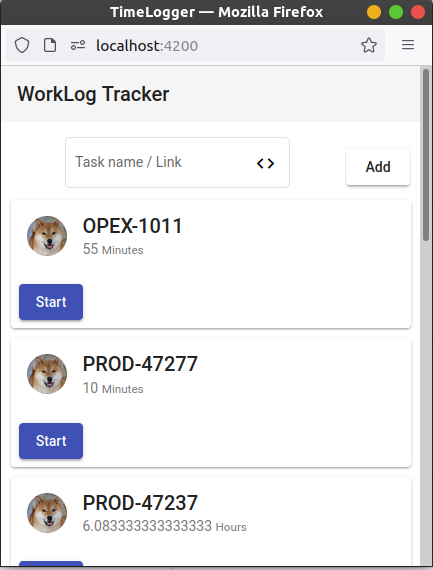 TimeLogger — Mozilla Firefox
localhost:4200
WorkLog Tracker
Task name / Link
Add
OPEX-1011
55 Minutes
Start
PROD-47277
10 Minutes
Start
PROD-47237
6.083333333333333 Hours